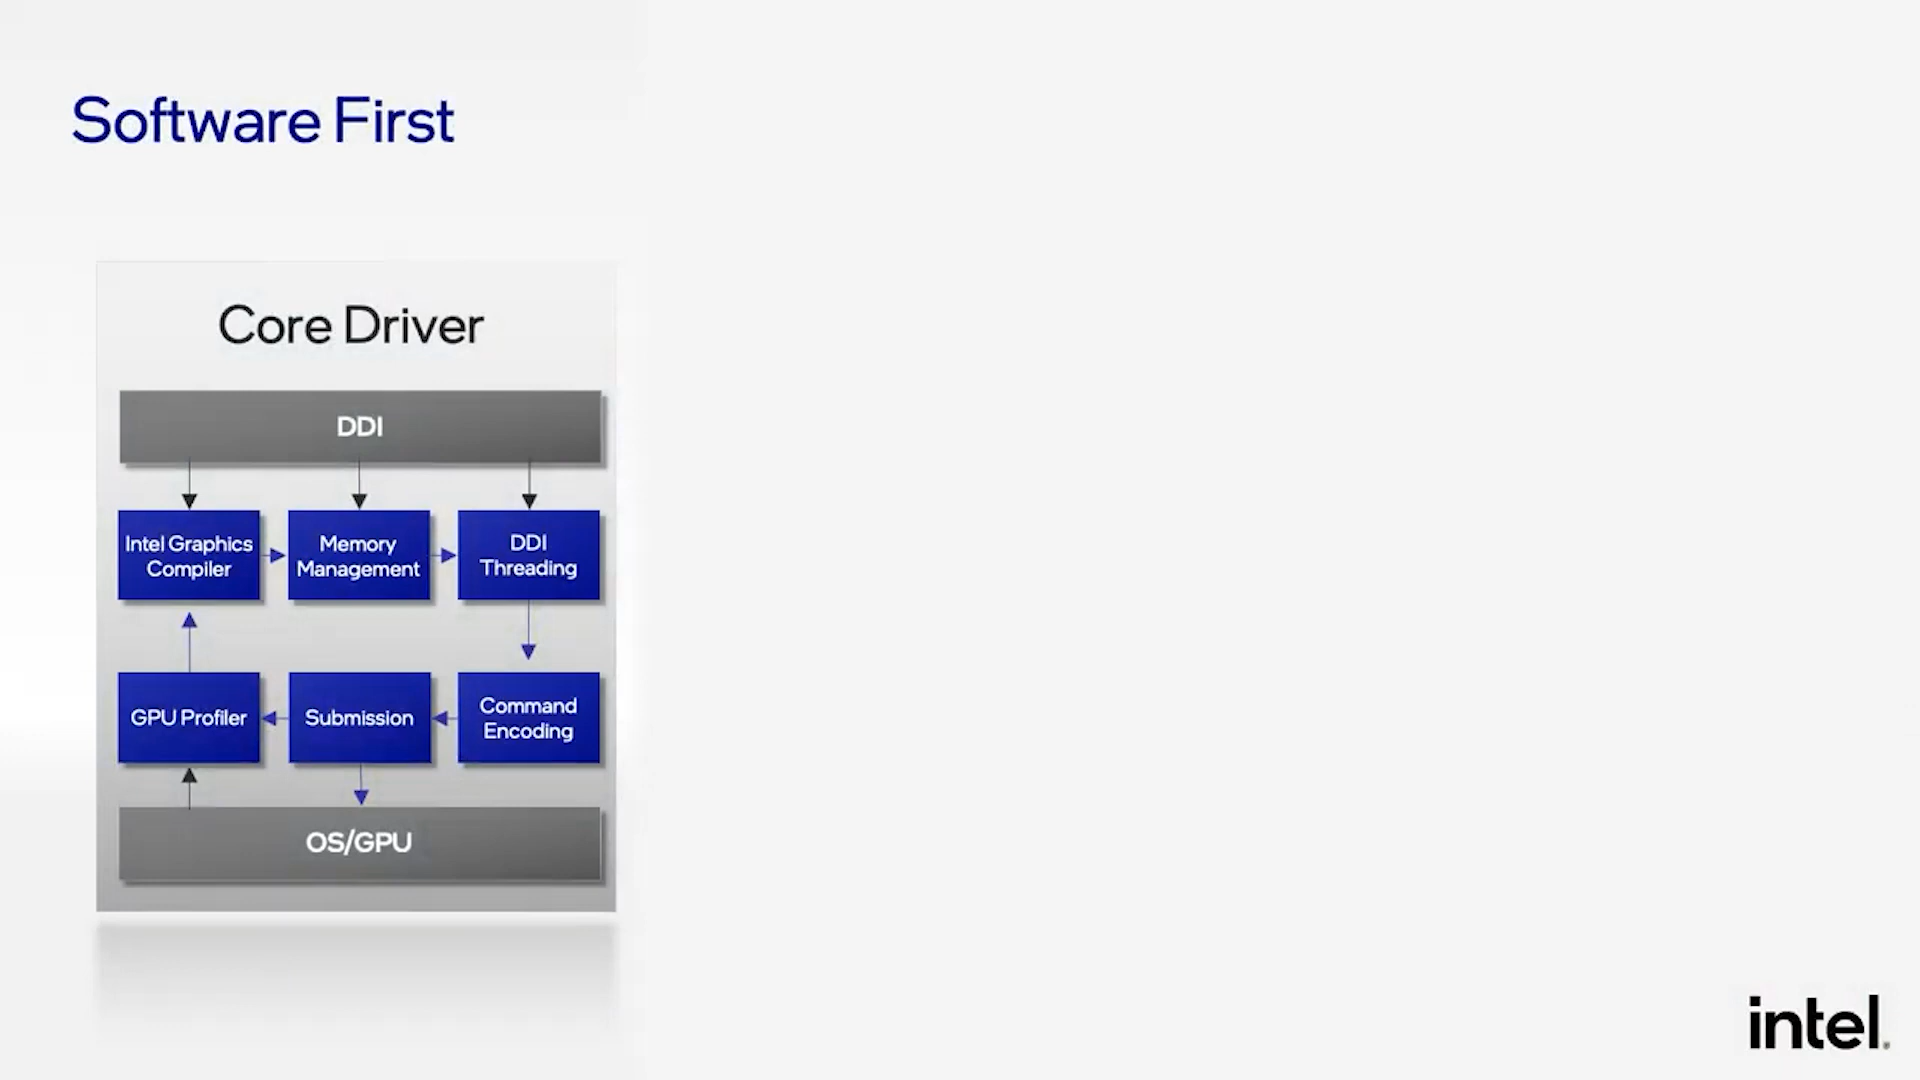 Software First
Core Driver
DDI
Intel Graphics
Compiler
Memory
Management
DDI
Threading
GPU Profiler
Submission
Command
Encoding
OS/GPU
intel.